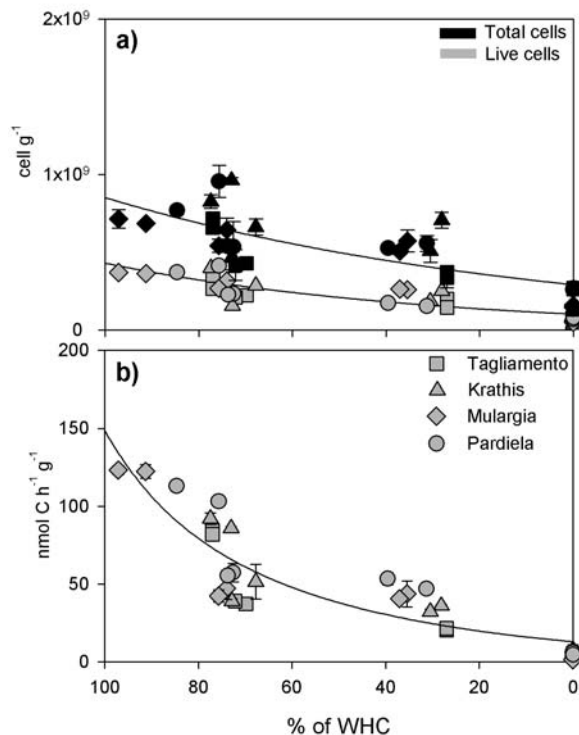 2x10⁹
a)
Total cells
Live cells
cell g⁻¹
1x10⁹
0
200
b)
Tagliamento
Krathis
Mulargia
Pardiela
150
nmol C h⁻¹ g⁻¹
100
50
0
100 80 60 40 20 0
% of WHC